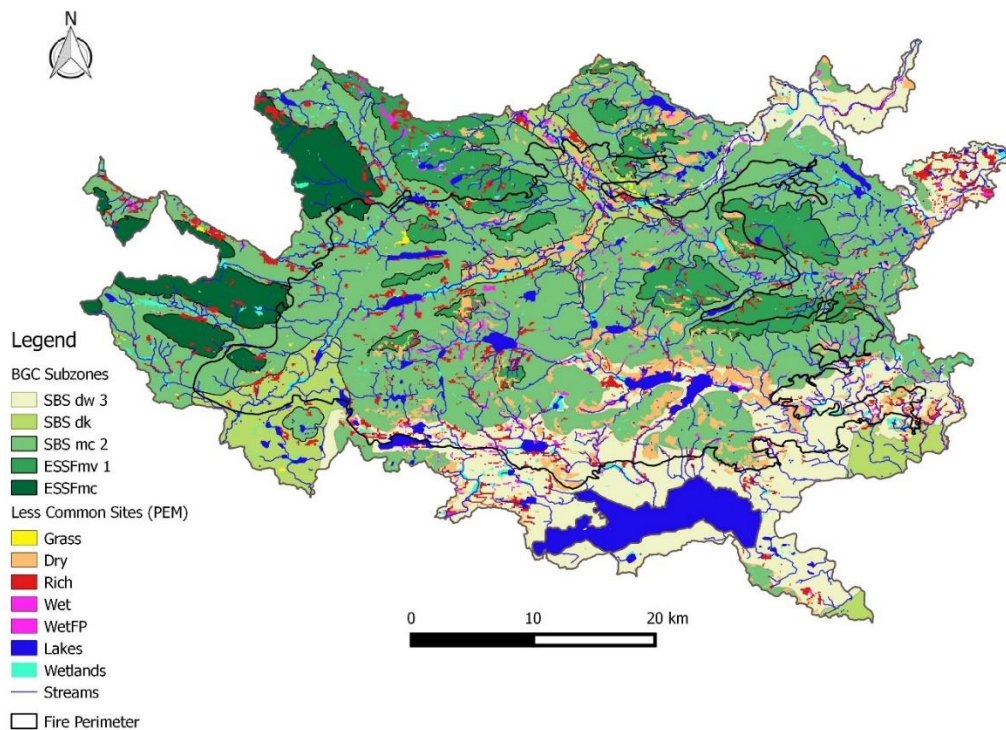 N
Legend
BGC Subzones
SBS dw 3
SBS dk
SBS mc 2
ESSFmv 1
ESSFmc
Less Common Sites (PEM)
Grass
Dry
Rich
Wet
WetFP
Lakes
Wetlands
Streams
Fire Perimeter
0 10 20 km